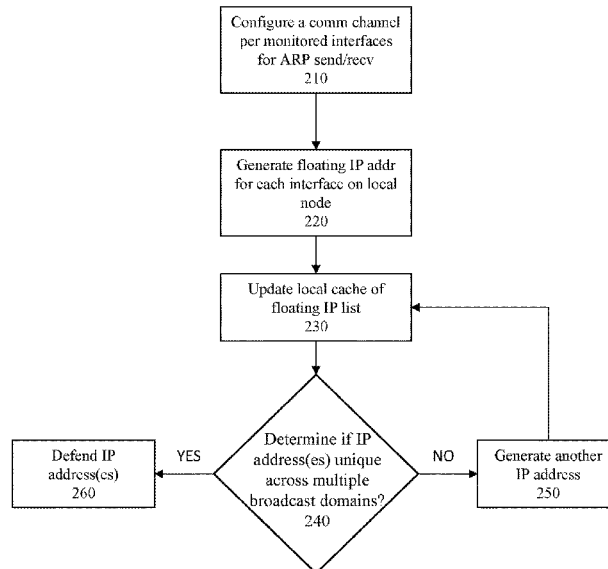 Configure a comm channel
per monitored interfaces
for ARP send/recv
210
Generate floating IP addr
for each interface on local
node
220
Update local cache of
floating IP list
230
Determine if IP
address(es) unique
across multiple
broadcast domains?
240
YES
NO
Defend IP
address(es)
260
Generate another
IP address
250